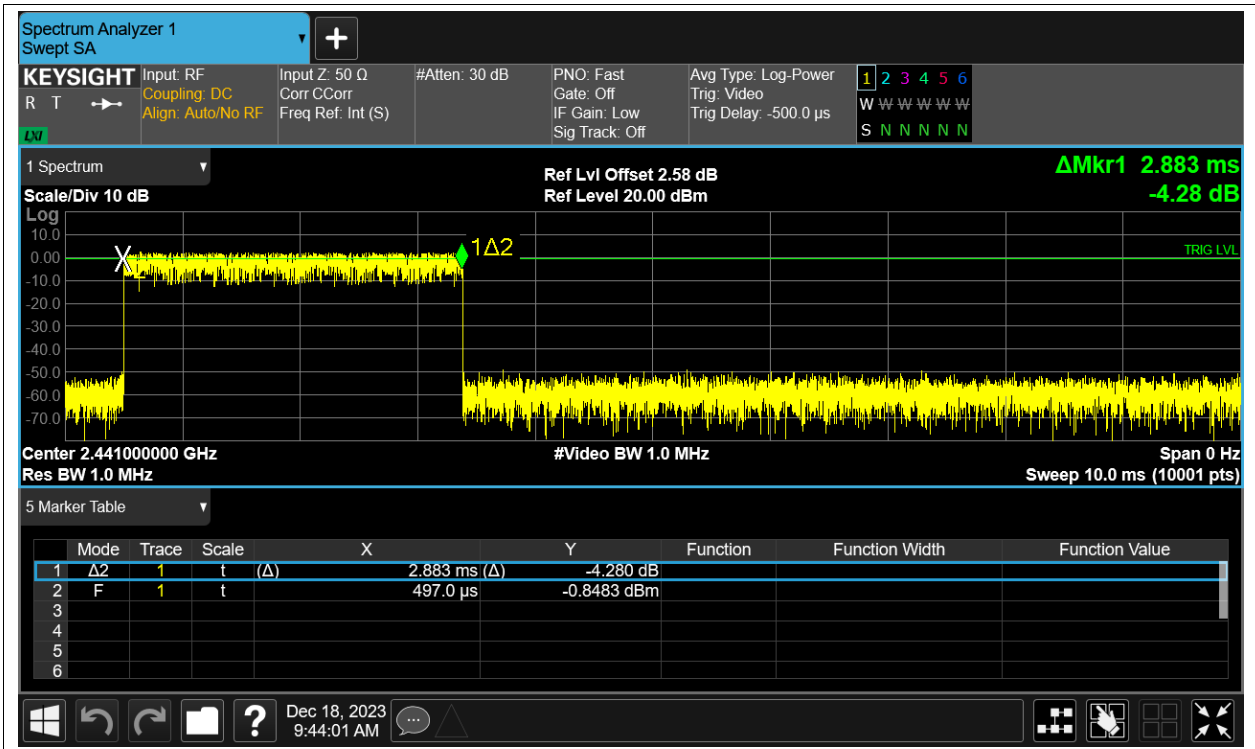 Spectrum Analyzer 1
Swept SA
KEYSIGHT
R T
LXI
Input: RF
Coupling: DC
Align: Auto/No RF
Input Z: 50 Ω
Corr CCorr
Freq Ref: Int (S)
#Atten: 30 dB
PNO: Fast
Gate: Off
IF Gain: Low
Sig Track: Off
Avg Type: Log-Power
Trig: Video
Trig Delay: -500.0 µs
1 2 3 4 5 6
W W W W W W
S N N N N N
1 Spectrum
Scale/Div 10 dB
Ref Lvl Offset 2.58 dB
Ref Level 20.00 dBm
ΔMkr1 2.883 ms
-4.28 dB
Log
10.0
0.00
-10.0
-20.0
-30.0
-40.0
-50.0
-60.0
-70.0
X
1Δ2
TRIG LVL
Center 2.441000000 GHz
Res BW 1.0 MHz
#Video BW 1.0 MHz
Span 0 Hz
Sweep 10.0 ms (10001 pts)
5 Marker Table
Mode Trace Scale X Y Function Function Width Function Value
1 Δ2 1 t (Δ) 2.883 ms (Δ) -4.280 dB
2 F 1 t 497.0 µs -0.8483 dBm
3
4
5
6
?
Dec 18, 2023
9:44:01 AM